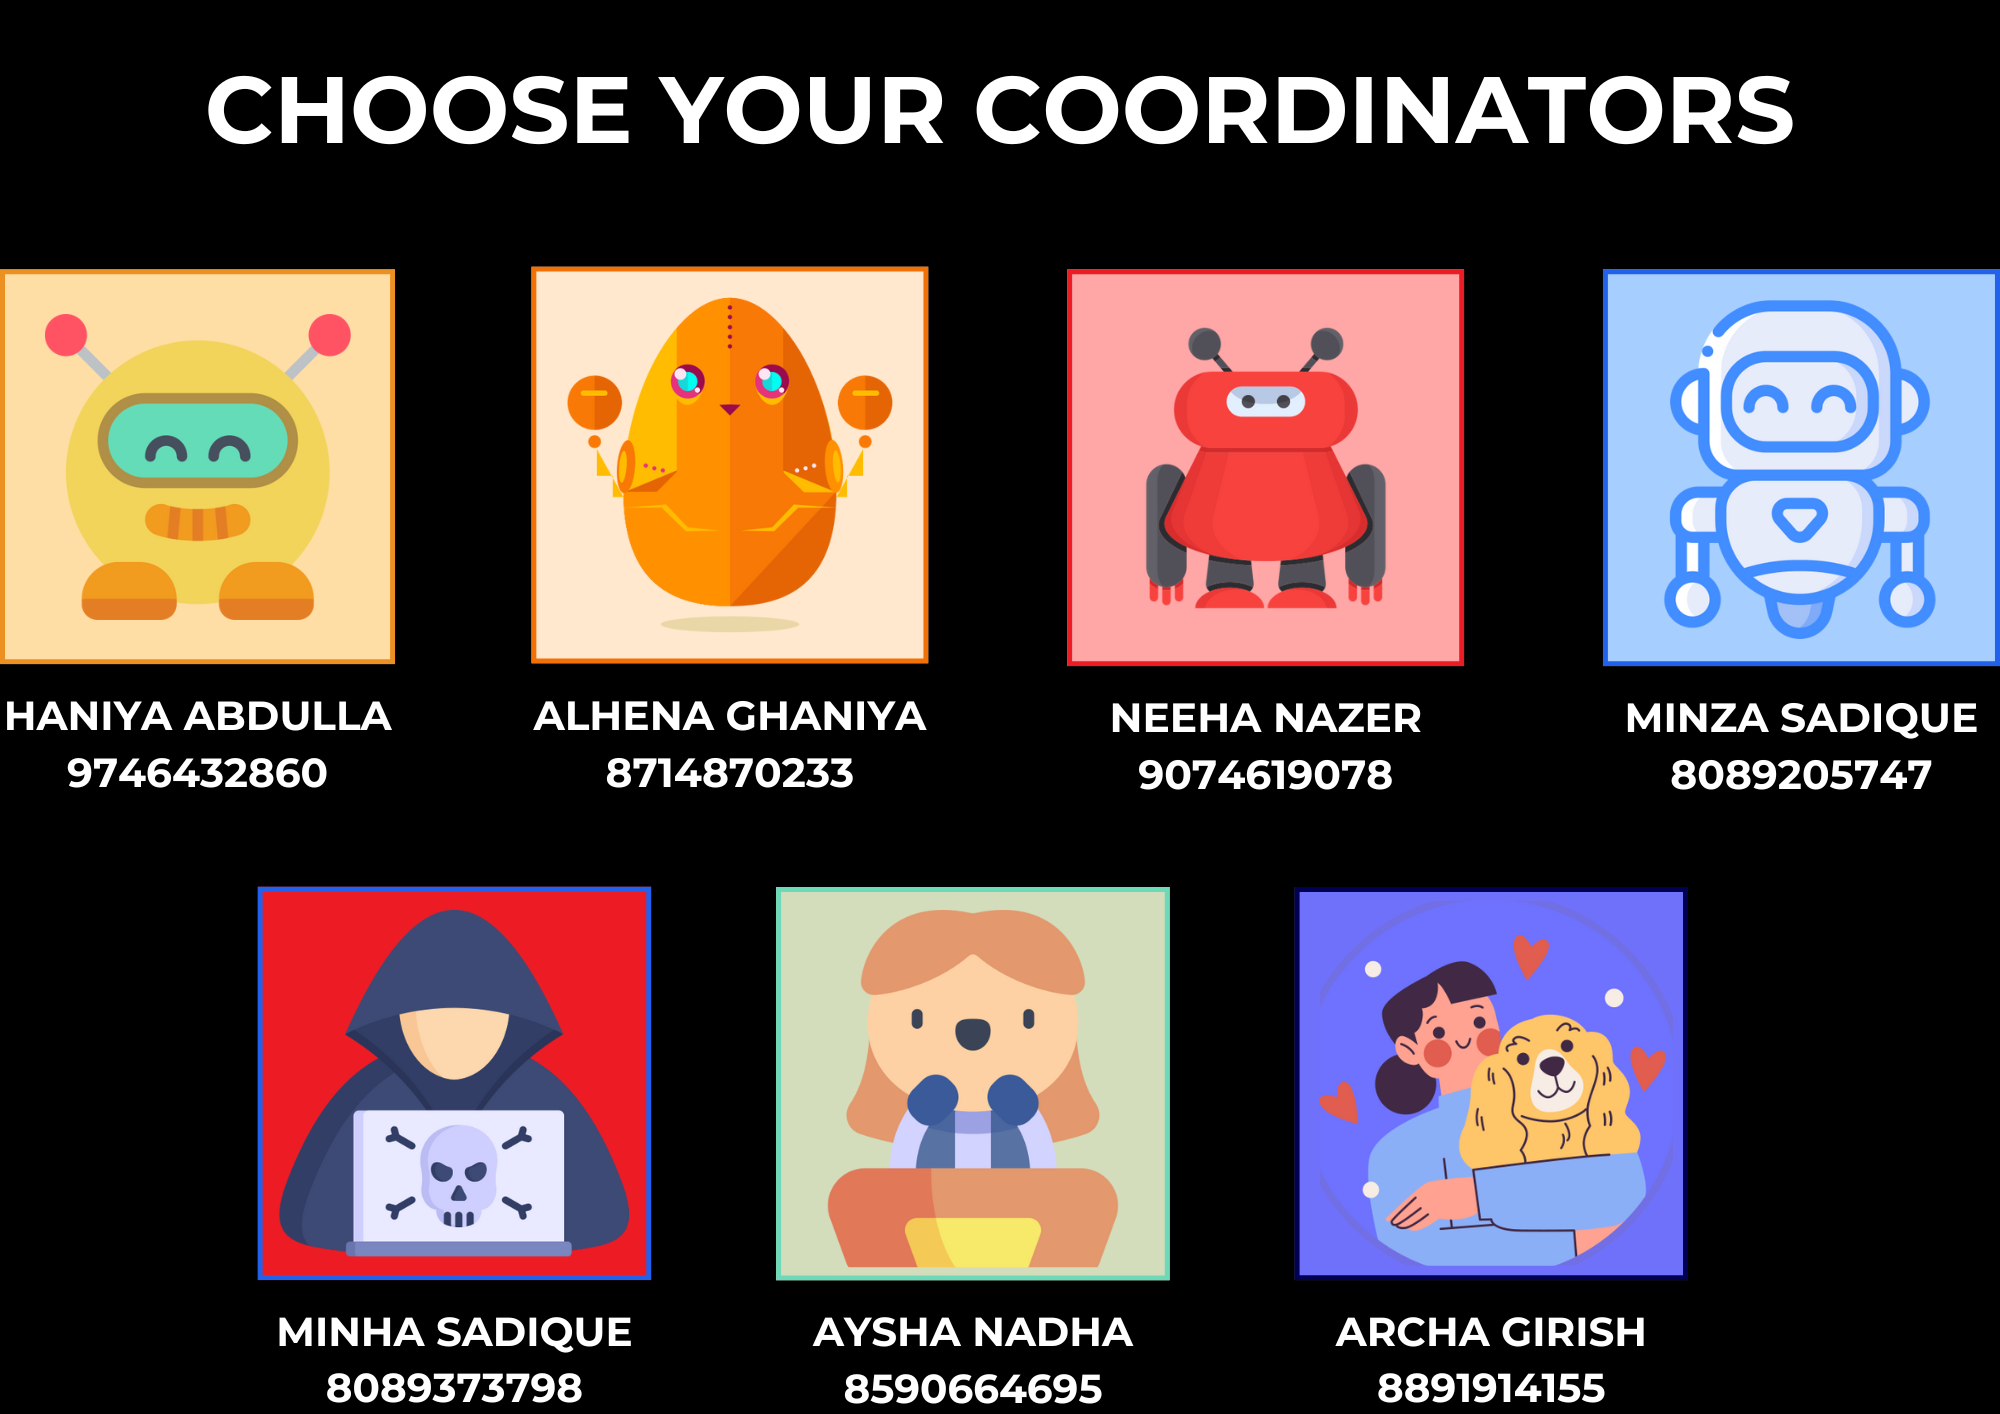 CHOOSE YOUR COORDINATORS
HANIYA ABDULLA
9746432860
ALHENA GHANIYA
8714870233
NEEHA NAZER
9074619078
MINZA SADIQUE
8089205747
MINHA SADIQUE
8089373798
AYSHA NADHA
8590664695
ARCHA GIRISH
8891914155